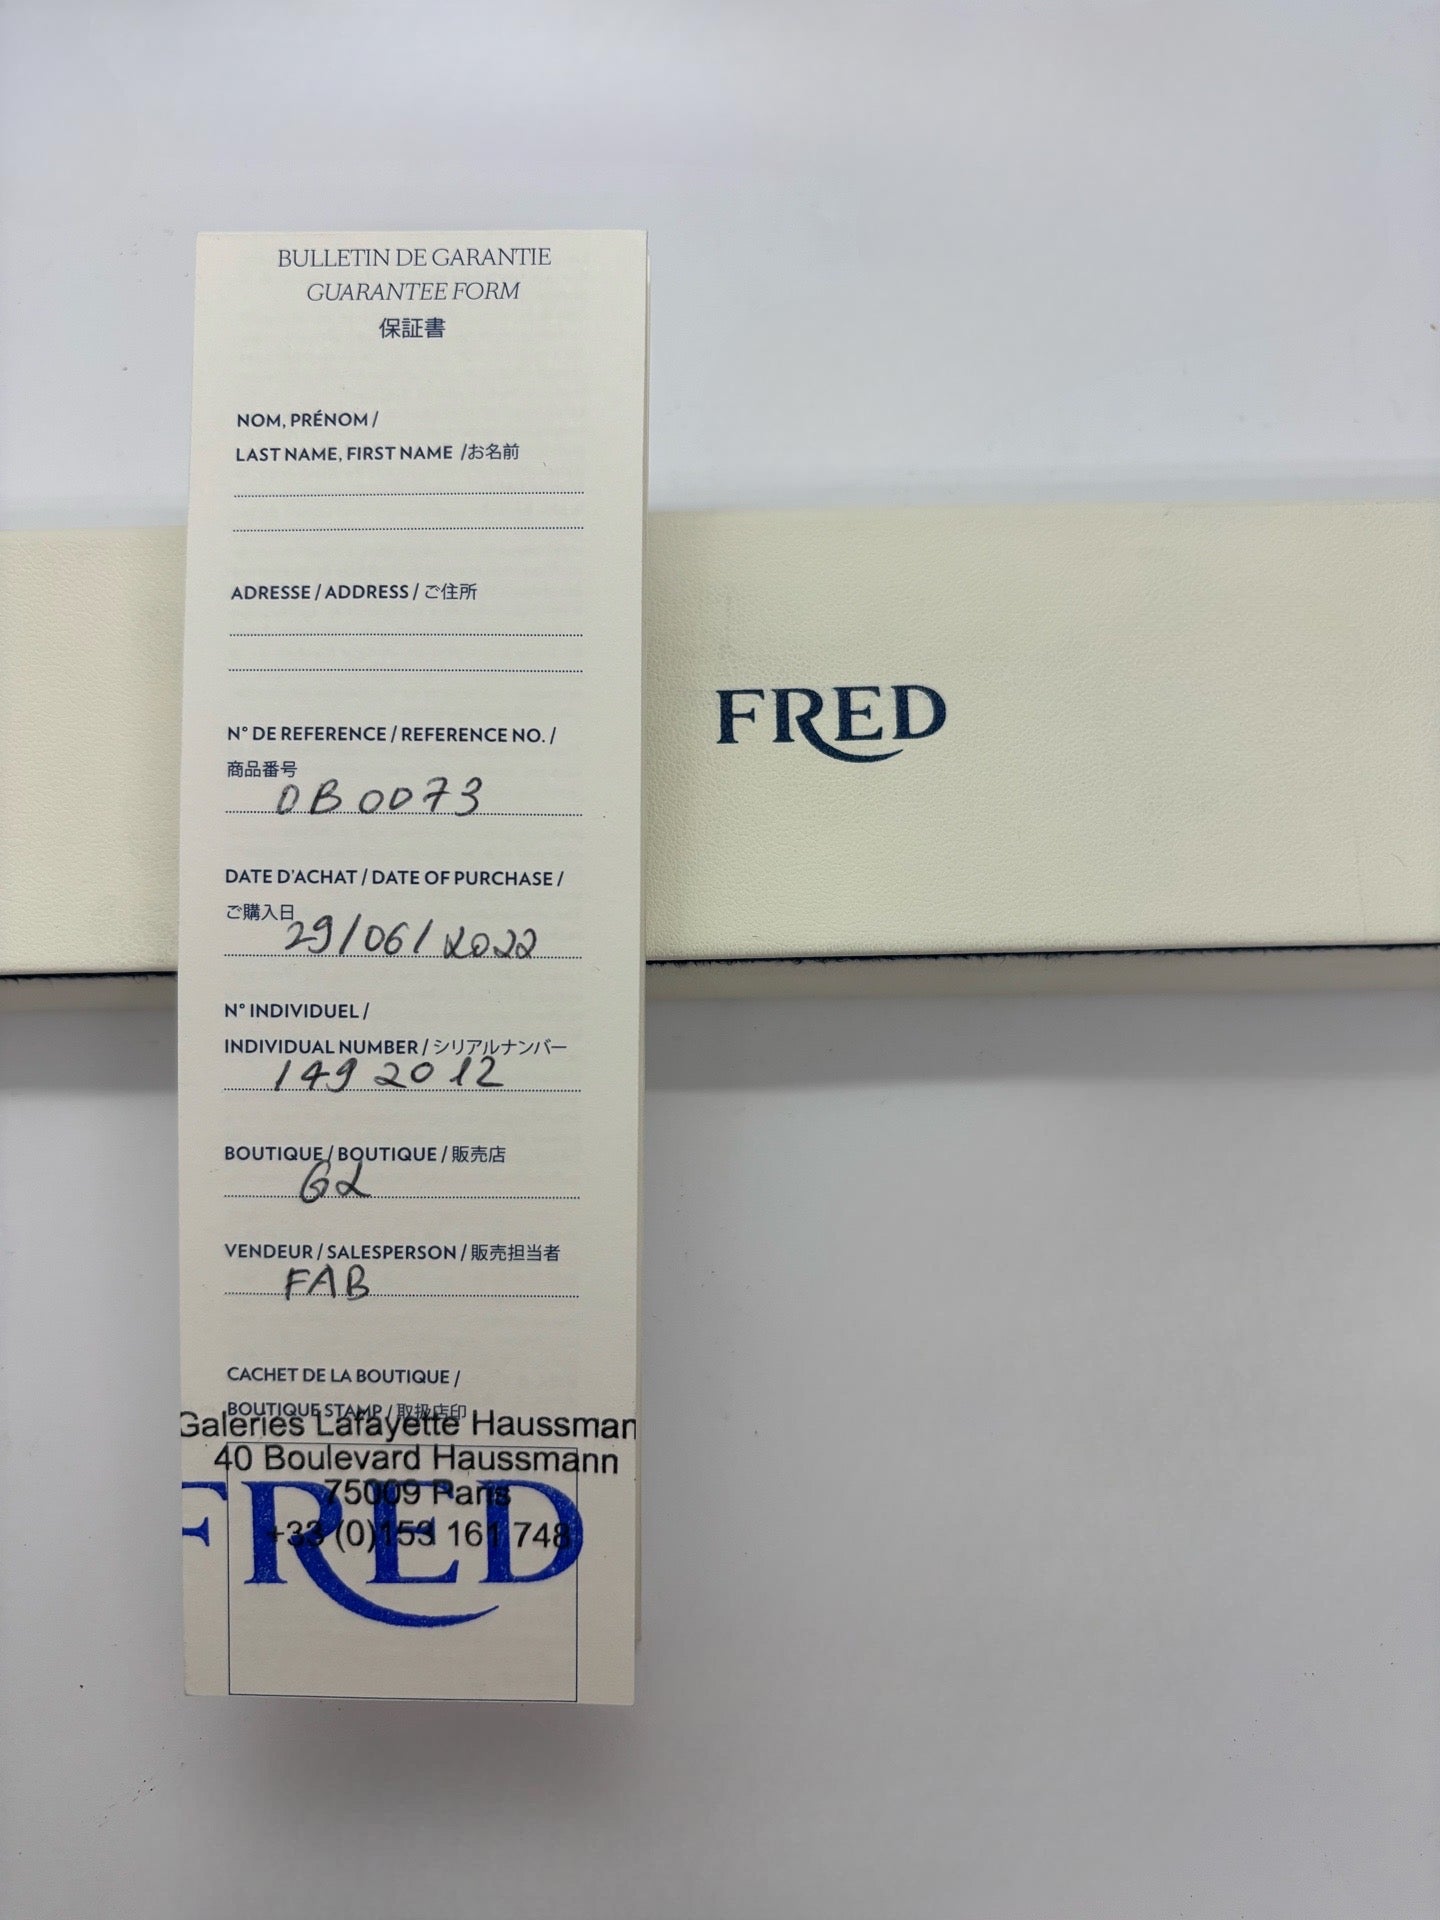 BULLETIN DE GARANTIE
GUARANTEE FORM
保証書
NOM, PRÉNOM /
LAST NAME, FIRST NAME /お名前
ADRESSE / ADDRESS / ご住所
N° DE REFERENCE / REFERENCE NO. /
商品番号
0B0073
DATE D'ACHAT / DATE OF PURCHASE /
ご購入日
29/06/2022
N° INDIVIDUEL /
INDIVIDUAL NUMBER / シリアルナンバー
1492012
BOUTIQUE / BOUTIQUE / 販売店
GL
VENDEUR / SALESPERSON / 販売担当者
FAB
CACHET DE LA BOUTIQUE /
BOUTIQUE STAMP / 取扱店印
Galeries Lafayette Haussman
40 Boulevard Haussmann
75009 Paris
+33 (0)153 161 748
FRED
FRED